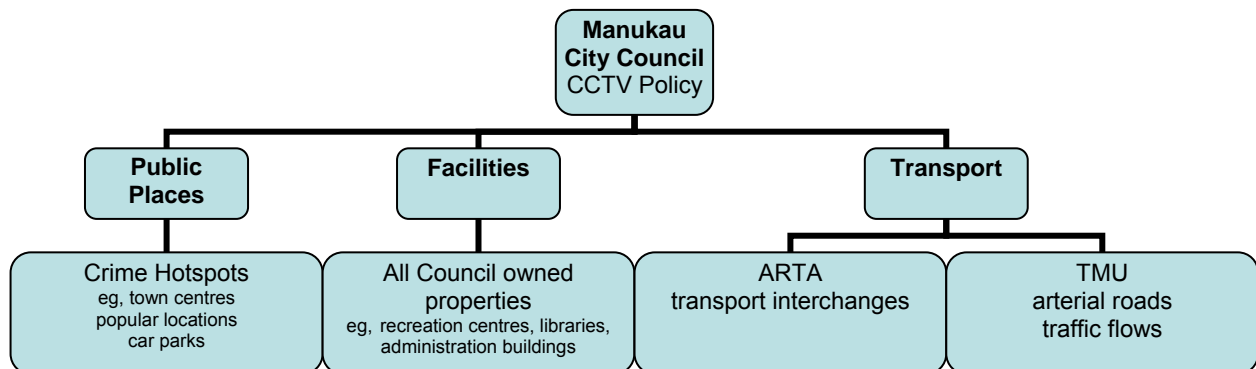 Manukau
City Council
CCTV Policy
Public
Places
Facilities
Transport
Crime Hotspots
eg, town centres
popular locations
car parks
All Council owned
properties
eg, recreation centres, libraries,
administration buildings
ARTA
transport interchanges
TMU
arterial roads
traffic flows